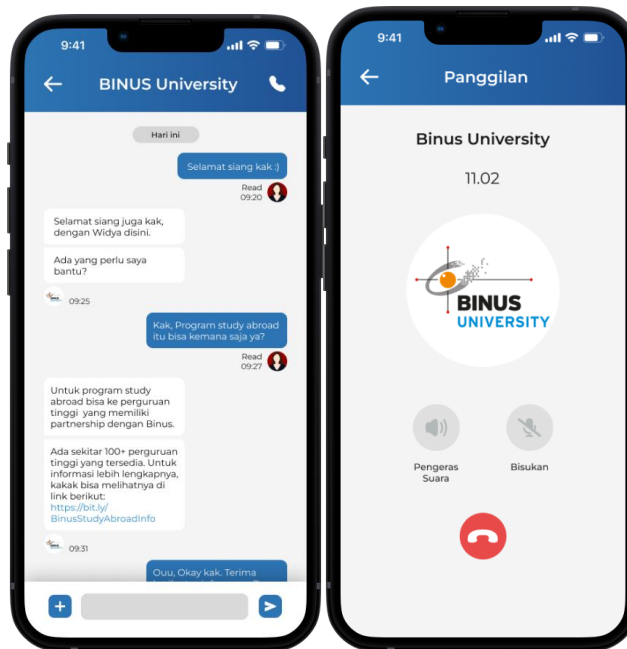 9:41
BINUS University
Hari ini
Selamat siang kak :)
Read
09:20
Selamat siang juga kak,
dengan Widya disini.
Ada yang perlu saya
bantu?
09:25
Kak, Program study abroad
itu bisa kemana saja ya?
Read
09:27
Untuk program study
abroad bisa ke perguruan
tinggi yang memiliki
partnership dengan Binus.
Ada sekitar 100+ perguruan
tinggi yang tersedia. Untuk
informasi lebih lengkapnya,
kakak bisa melihatnya di
link berikut:
https://bit.ly/
BinusStudyAbroadInfo
09:31
Ouu, Okay kak. Terima
9:41
Panggilan
Binus University
11.02
BINUS
UNIVERSITY
Pengeras
Suara
Bisukan